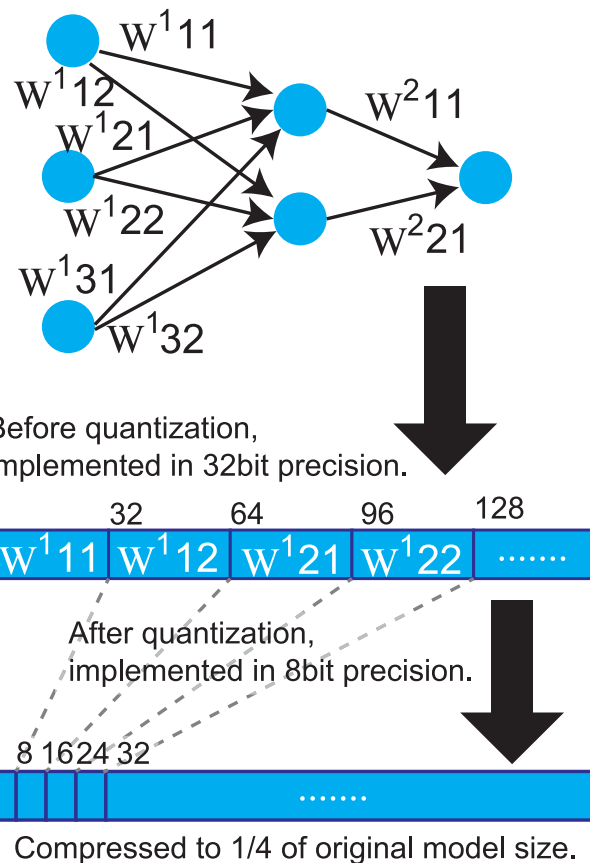 W¹11
W¹12
W¹21
W¹22
W¹31
W¹32
W²11
W²21
Before quantization,
implemented in 32bit precision.
32 64 96 128
W¹11 W¹12 W¹21 W¹22 .......
After quantization,
implemented in 8bit precision.
8 16 24 32
.......
Compressed to 1/4 of original model size.